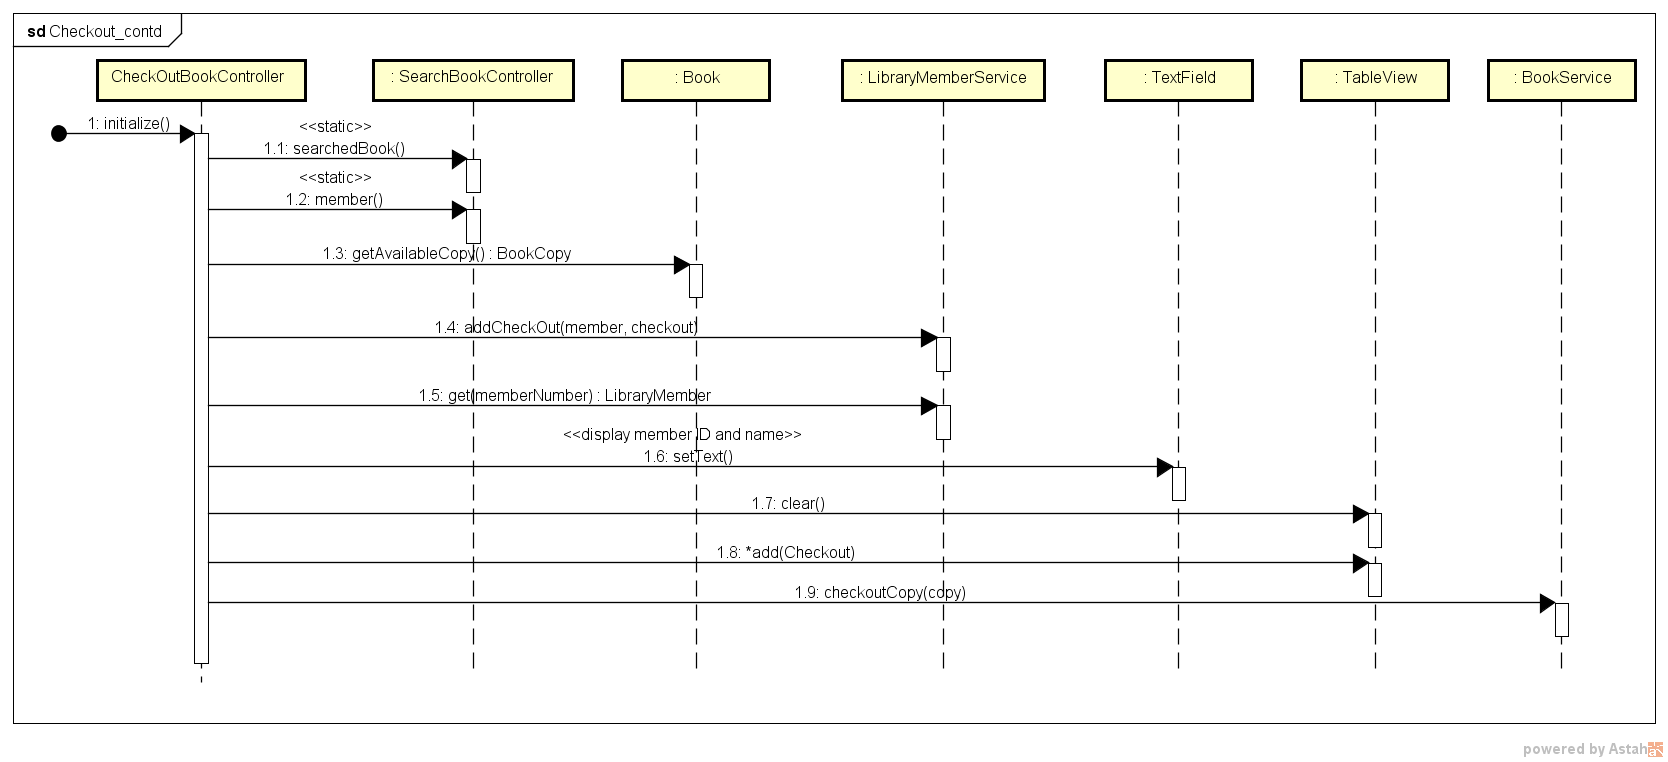 sd Checkout_contd
CheckOutBookController
: SearchBookController
: Book
: LibraryMemberService
: TextField
: TableView
: BookService
1: initialize()
<<static>>
1.1: searchedBook()
<<static>>
1.2: member()
1.3: getAvailableCopy() : BookCopy
1.4: addCheckOut(member, checkout)
1.5: get(memberNumber) : LibraryMember
<<display member ID and name>>
1.6: setText()
1.7: clear()
1.8: *add(Checkout)
1.9: checkoutCopy(copy)
powered by Astah